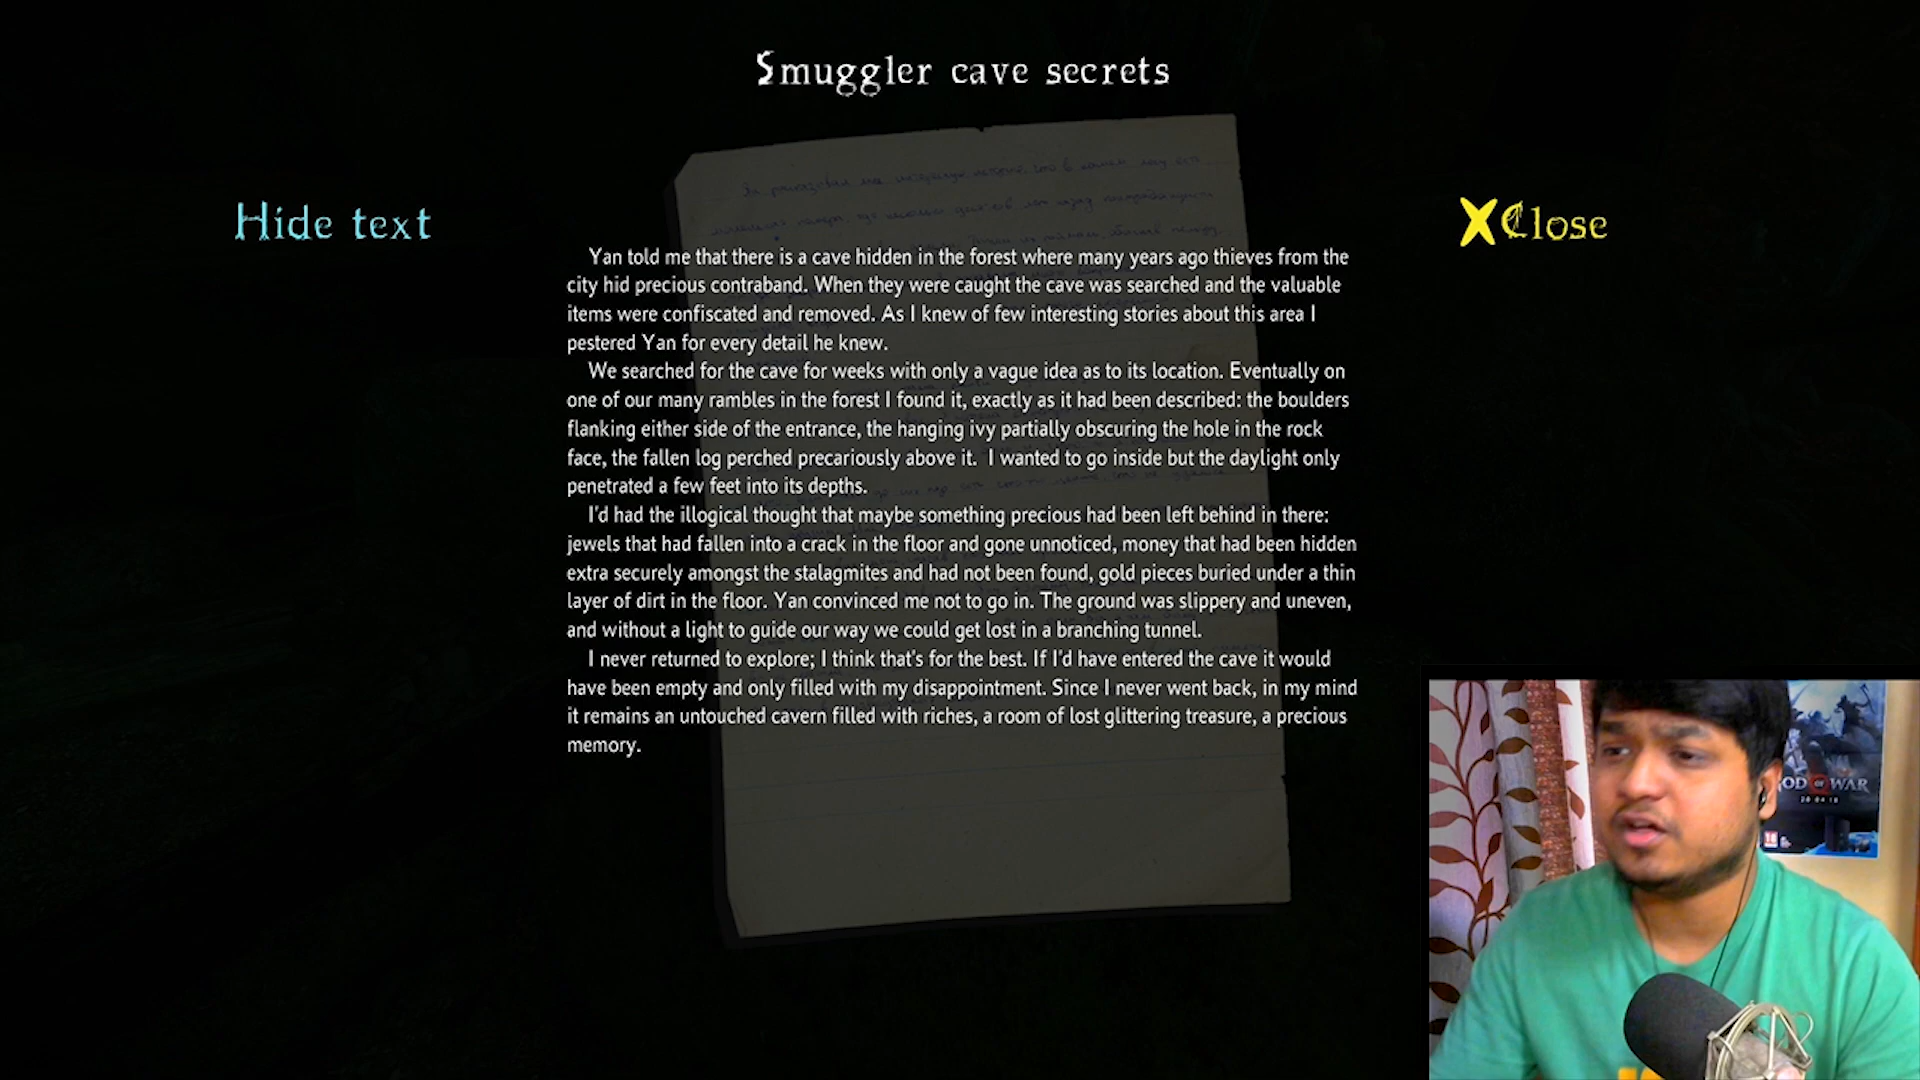 Smuggler cave secrets
Hide text
XClose
Yan told me that there is a cave hidden in the forest where many years ago thieves from the
city hid precious contraband. When they were caught the cave was searched and the valuable
items were confiscated and removed. As I knew of few interesting stories about this area I
pestered Yan for every detail he knew.
We searched for the cave for weeks with only a vague idea as to its location. Eventually on
one of our many rambles in the forest I found it, exactly as it had been described: the boulders
flanking either side of the entrance, the hanging ivy partially obscuring the hole in the rock
face, the fallen log perched precariously above it. I wanted to go inside but the daylight only
penetrated a few feet into its depths.
I'd had the illogical thought that maybe something precious had been left behind in there:
jewels that had fallen into a crack in the floor and gone unnoticed, money that had been hidden
extra securely amongst the stalagmites and had not been found, gold pieces buried under a thin
layer of dirt in the floor. Yan convinced me not to go in. The ground was slippery and uneven,
and without a light to guide our way we could get lost in a branching tunnel.
I never returned to explore; I think that's for the best. If I'd have entered the cave it would
have been empty and only filled with my disappointment. Since I never went back, in my mind
it remains an untouched cavern filled with riches, a room of lost glittering treasure, a precious
memory.
OD OF WAR
20 04 18
18